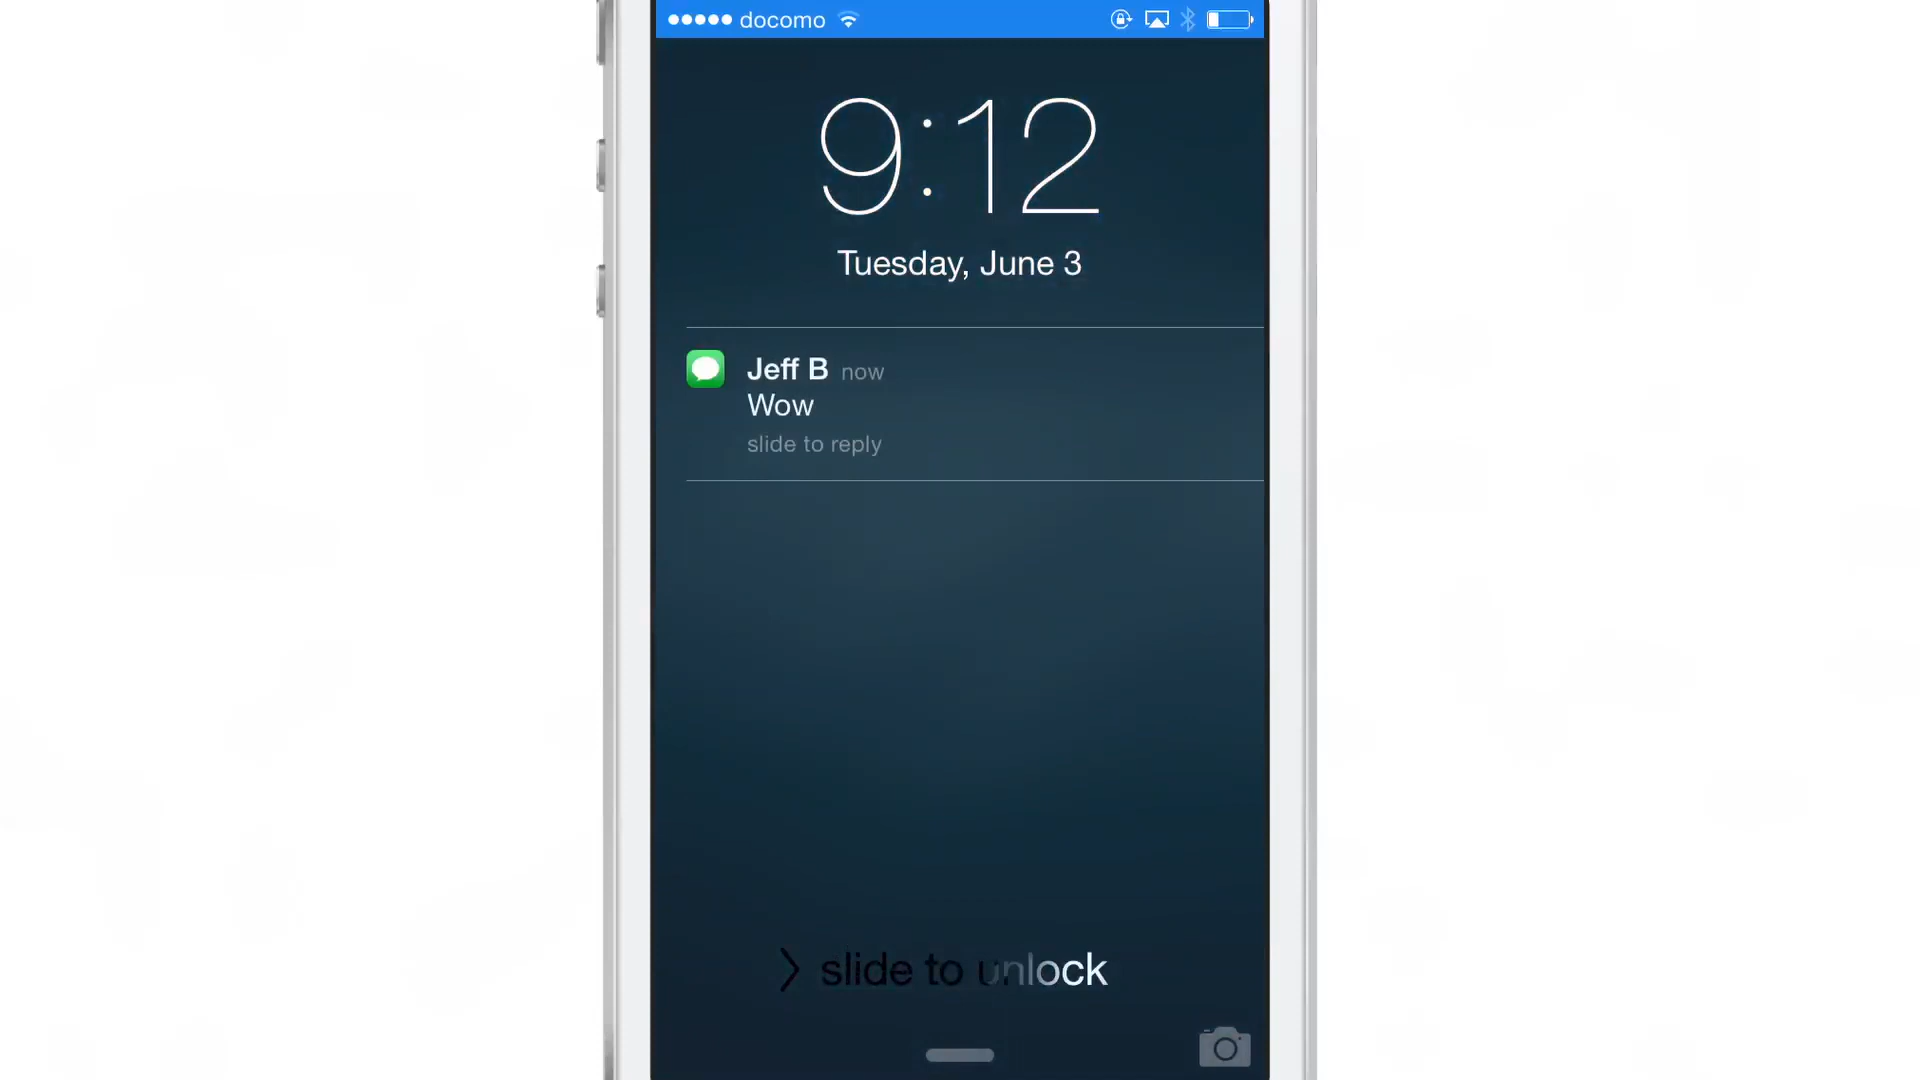 docomo
9:12
Tuesday, June 3
Jeff B now
Wow
slide to reply
> slide to unlock